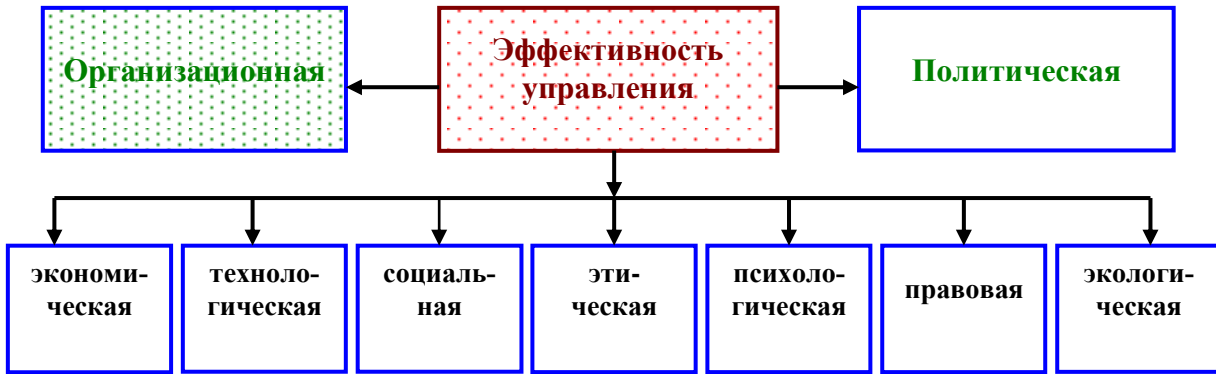 Организационная
Эффективность
управления
Политическая
экономи-
ческая
техноло-
гическая
социаль-
ная
эти-
ческая
психоло-
гическая
правовая
экологи-
ческая